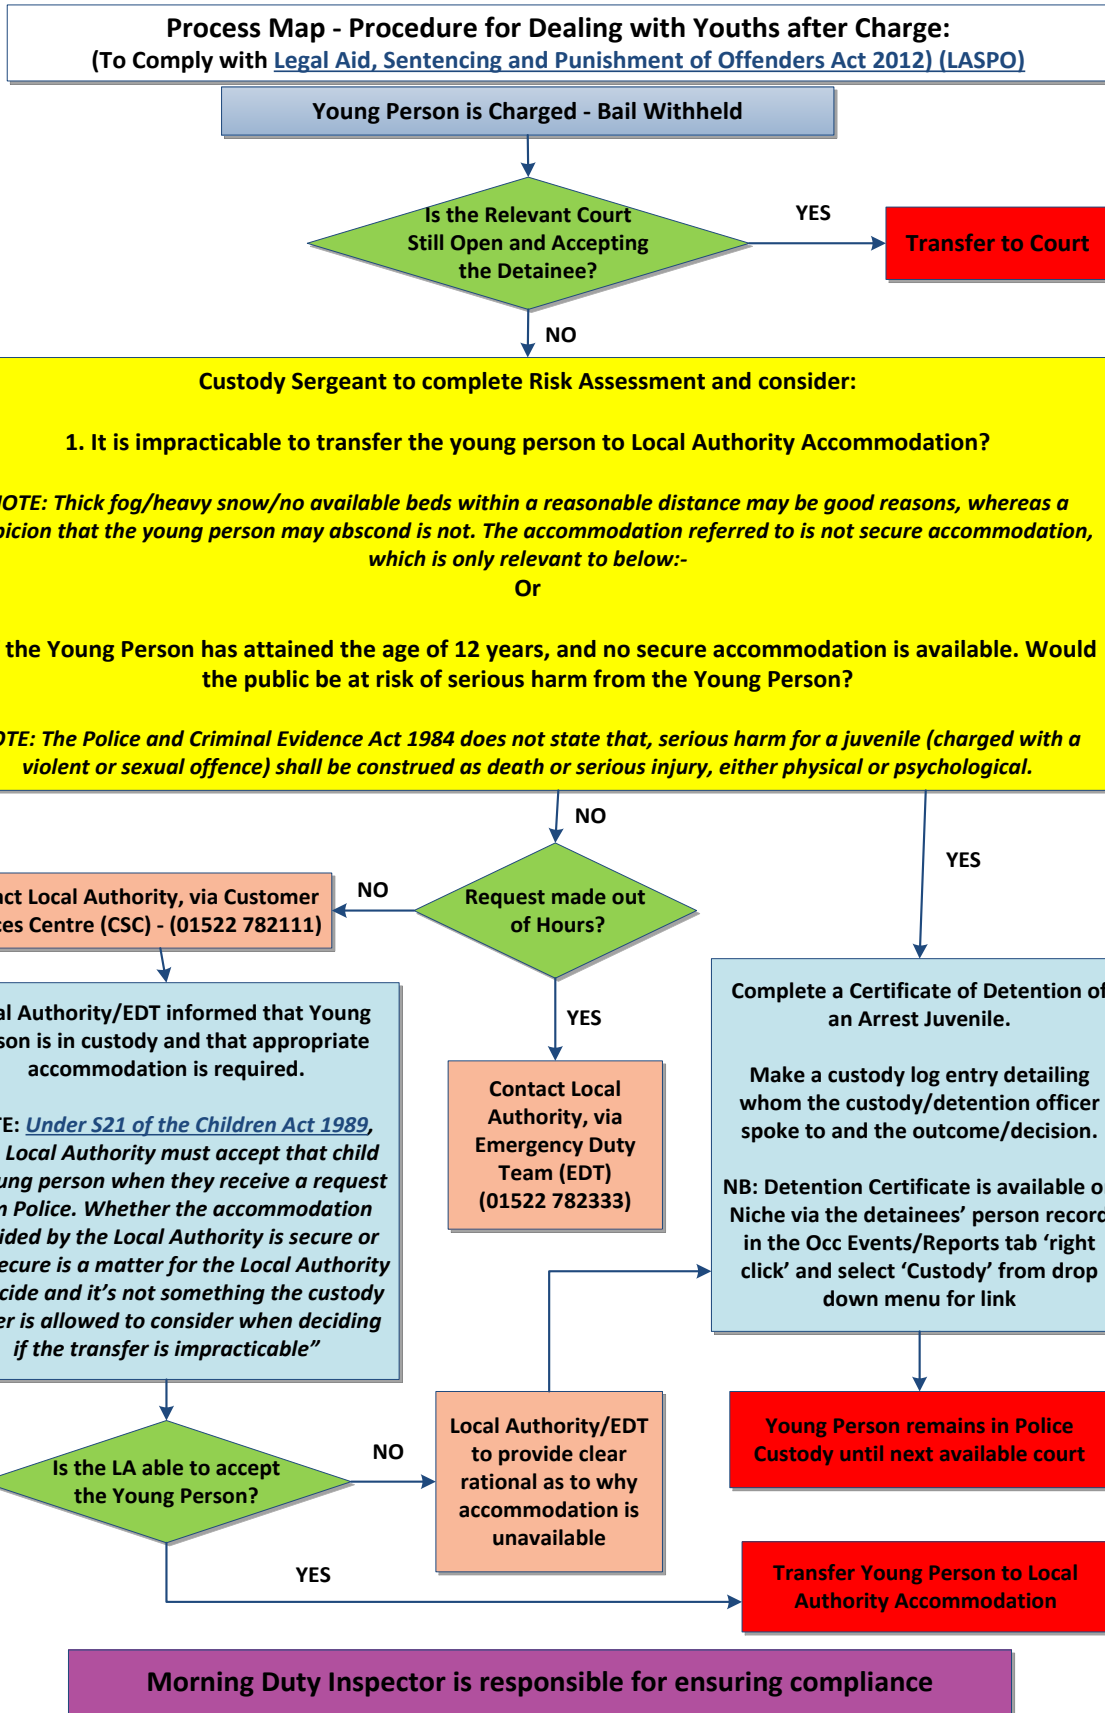 Process Map - Procedure for Dealing with Youths after Charge:
(To Comply with Legal Aid, Sentencing and Punishment of Offenders Act 2012) (LASPO)
Young Person is Charged - Bail Withheld
Is the Relevant Court
Still Open and Accepting
the Detainee?
YES
Transfer to Court
NO
Custody Sergeant to complete Risk Assessment and consider:
1. It is impracticable to transfer the young person to Local Authority Accommodation?
: Thick fog/heavy snow/no available beds within a reasonable distance may be good reasons, whereas a
that the young person may abscond is not. The accommodation referred to is not secure accommodation,
which is only relevant to below:-
Or
the Young Person has attained the age of 12 years, and no secure accommodation is available. Would
the public be at risk of serious harm from the Young Person?
: The Police and Criminal Evidence Act 1984 does not state that, serious harm for a juvenile (charged with a
violent or sexual offence) shall be construed as death or serious injury, either physical or psychological.
NO
YES
Request made out
of Hours?
NO
Local Authority, via Customer
Centre (CSC) - (01522 782111)
YES
Contact Local
Authority, via
Emergency Duty
Team (EDT)
(01522 782333)
Authority/EDT informed that Young
is in custody and that appropriate
accommodation is required.
: Under S21 of the Children Act 1989,
Local Authority must accept that child
person when they receive a request
Police. Whether the accommodation
by the Local Authority is secure or
is a matter for the Local Authority
and it's not something the custody
is allowed to consider when deciding
if the transfer is impracticable”
Complete a Certificate of Detention of
an Arrest Juvenile.
Make a custody log entry detailing
whom the custody/detention officer
spoke to and the outcome/decision.
NB: Detention Certificate is available
Niche via the detainees’ person record
in the Occ Events/Reports tab ‘right
click’ and select ‘Custody’ from drop
down menu for link
Is the LA able to accept
the Young Person?
NO
Local Authority/EDT
to provide clear
rational as to why
accommodation is
unavailable
Young Person remains in Police
Custody until next available court
YES
Transfer Young Person to Local
Authority Accommodation
Morning Duty Inspector is responsible for ensuring compliance